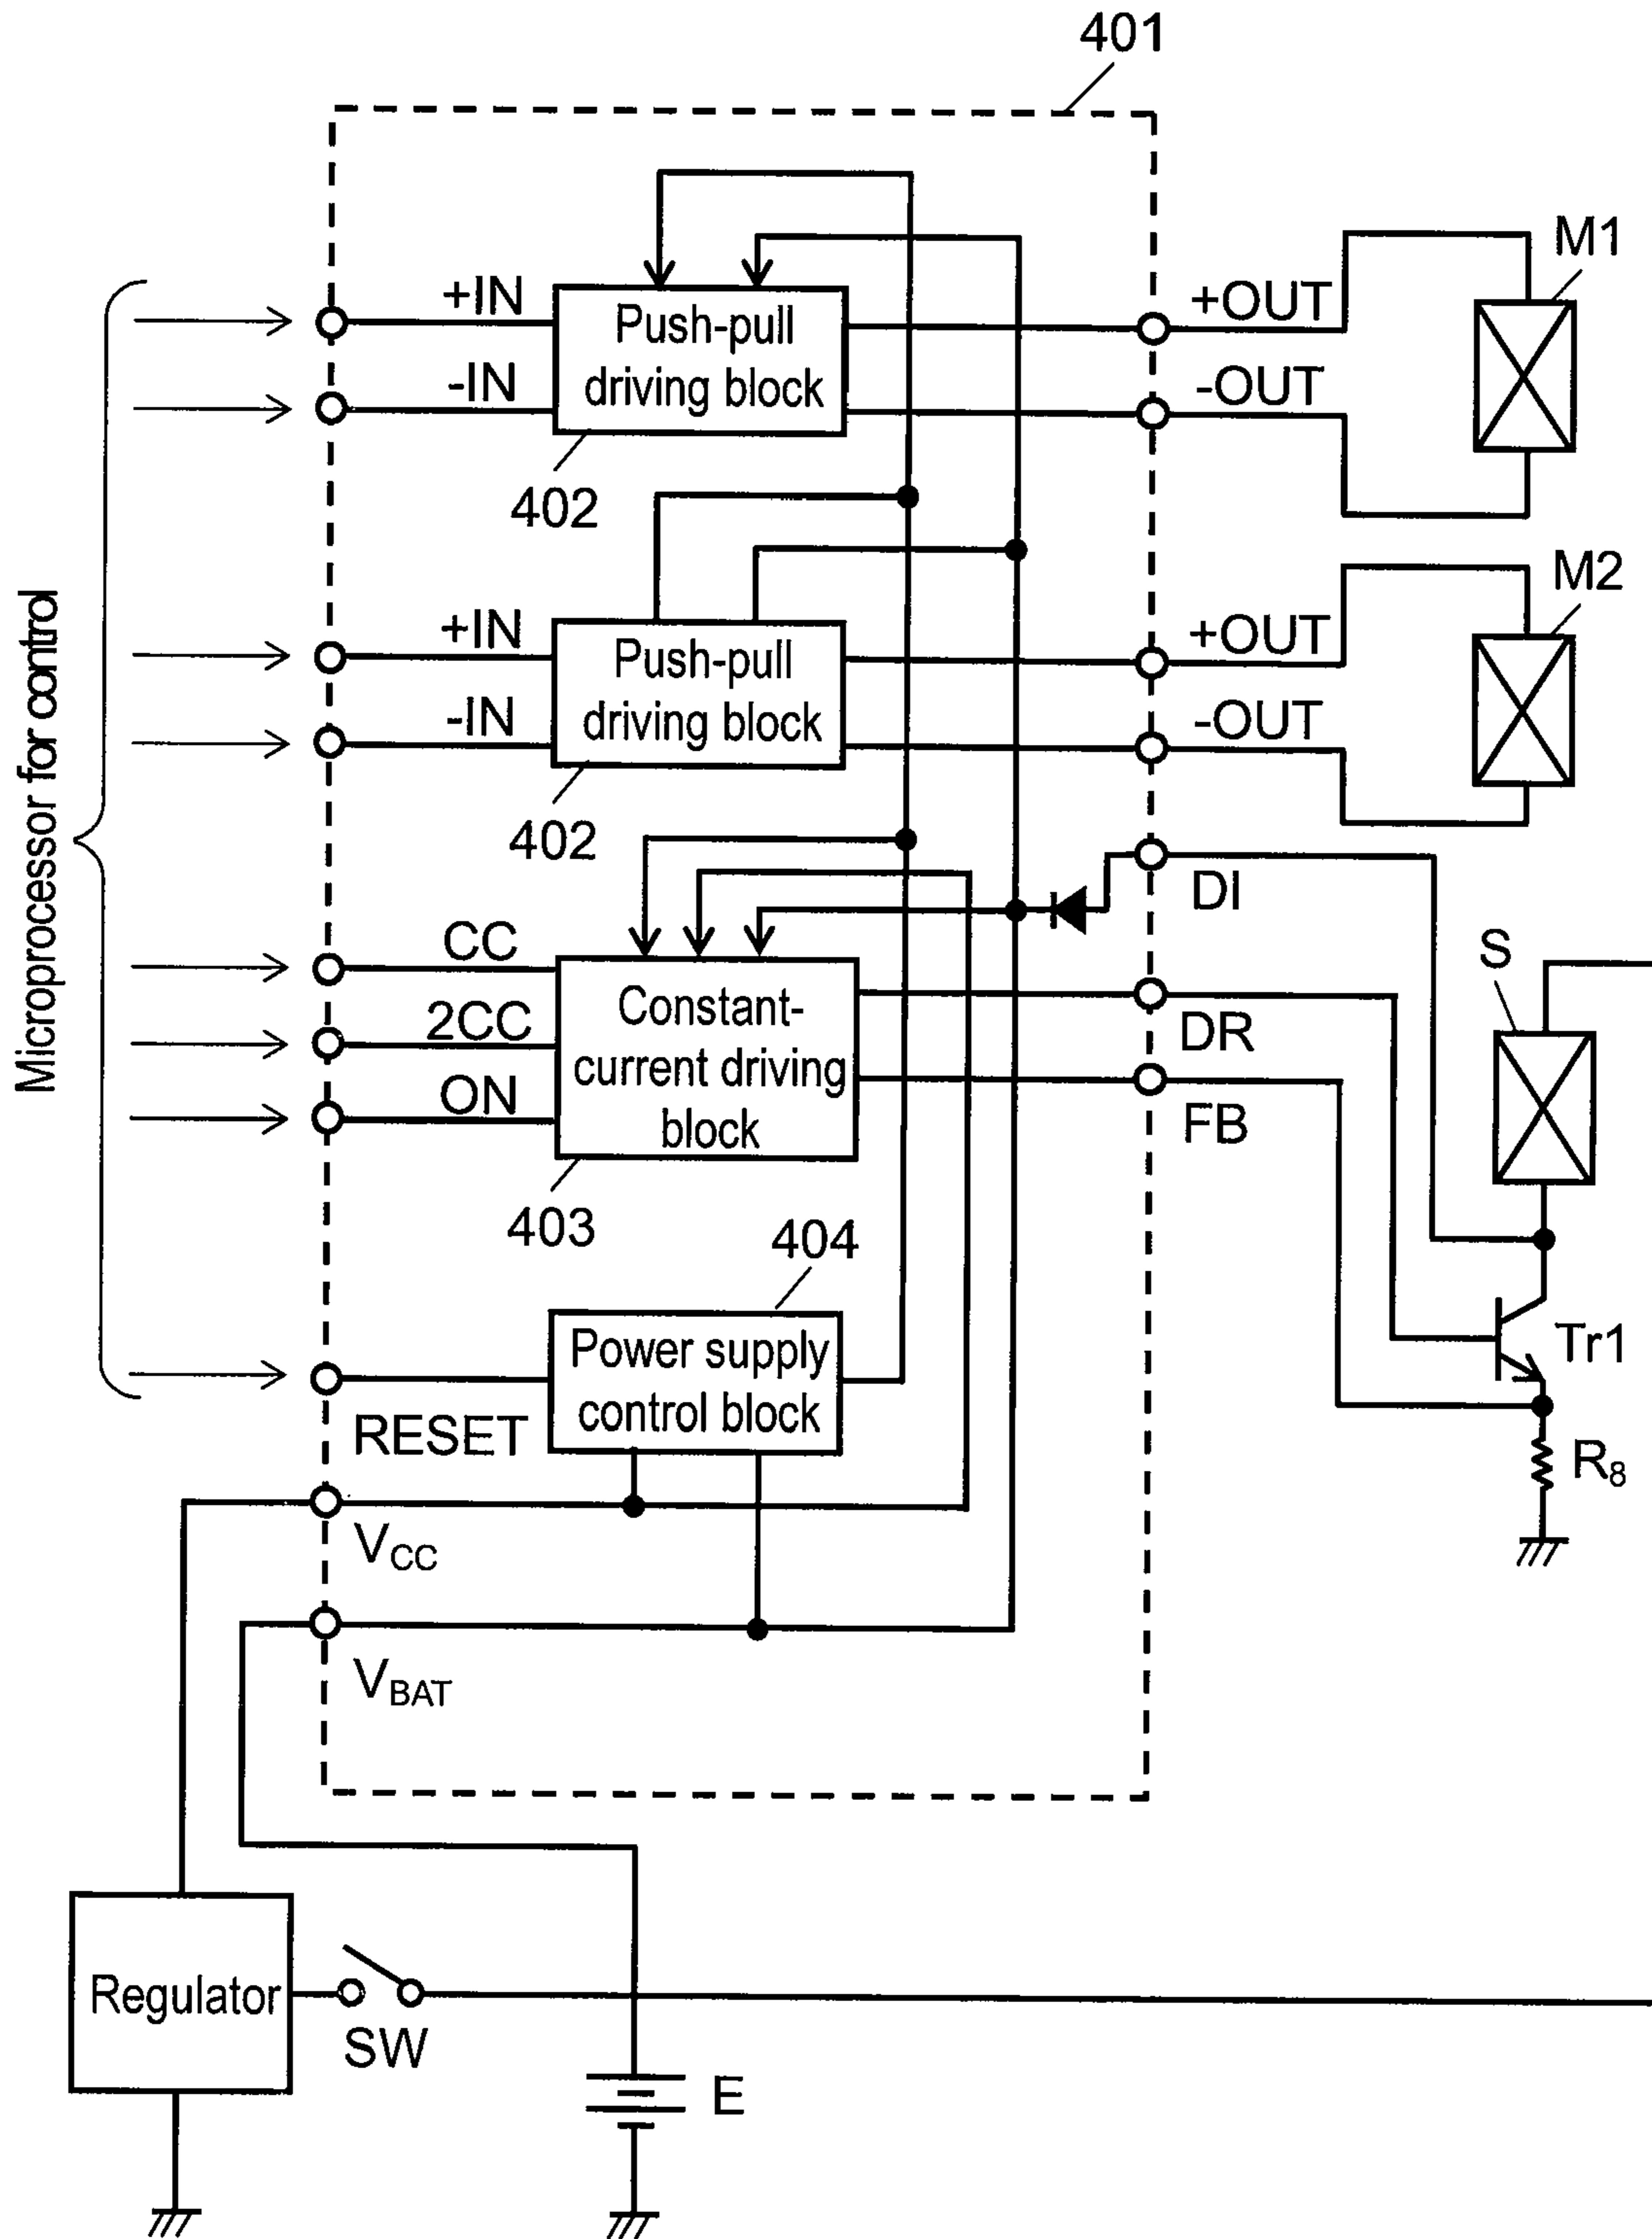 401
M1
+IN
Push-pull
driving block
+OUT
-IN
-OUT
402
M2
+IN
Push-pull
driving block
+OUT
-IN
-OUT
402
Microprocessor for control
DI
S
CC
Constant-
current driving
block
DR
2CC
ON
FB
403
404
Power supply
control block
Tr1
RESET
R8
VCC
VBAT
Regulator
SW
E